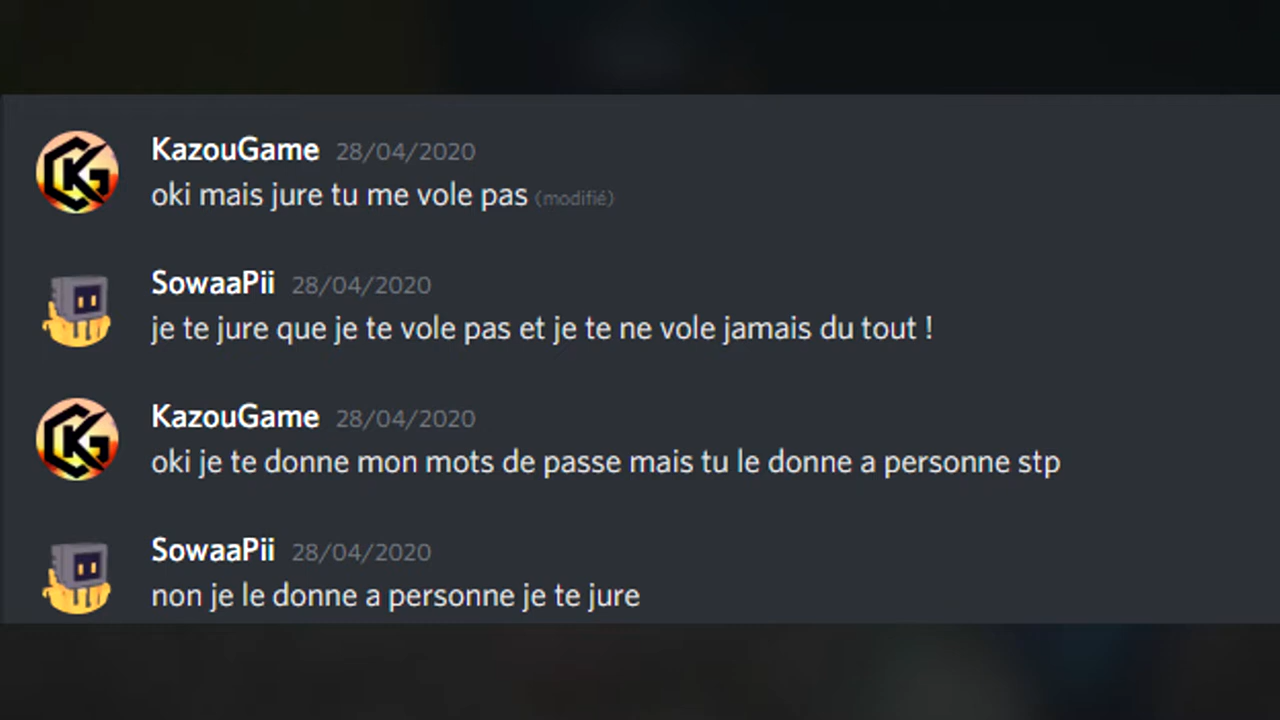 KazouGame 28/04/2020
oki mais jure tu me vole pas (modifié)
SowaaPii 28/04/2020
je te jure que je te vole pas et je te ne vole jamais du tout !
KazouGame 28/04/2020
oki je te donne mon mots de passe mais tu le donne a personne stp
SowaaPii 28/04/2020
non je le donne a personne je te jure